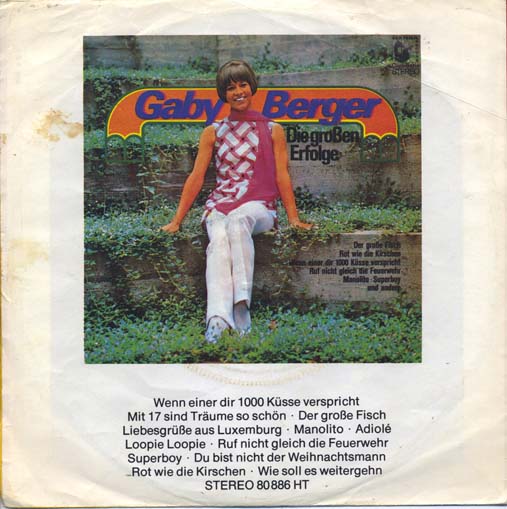 STEREO
Gaby Berger
Die großen
Erfolge
Der große Fisch
Rot wie die Kirschen
Wenn einer dir 1000 Küsse verspricht
Ruf nicht gleich die Feuerwehr
Manolito · Superboy
und andere
Wenn einer dir 1000 Küsse verspricht
Mit 17 sind Träume so schön · Der große Fisch
Liebesgrüße aus Luxemburg · Manolito · Adiolé
Loopie Loopie · Ruf nicht gleich die Feuerwehr
Superboy · Du bist nicht der Weihnachtsmann
Rot wie die Kirschen · Wie soll es weitergehn
STEREO 80 886 HT